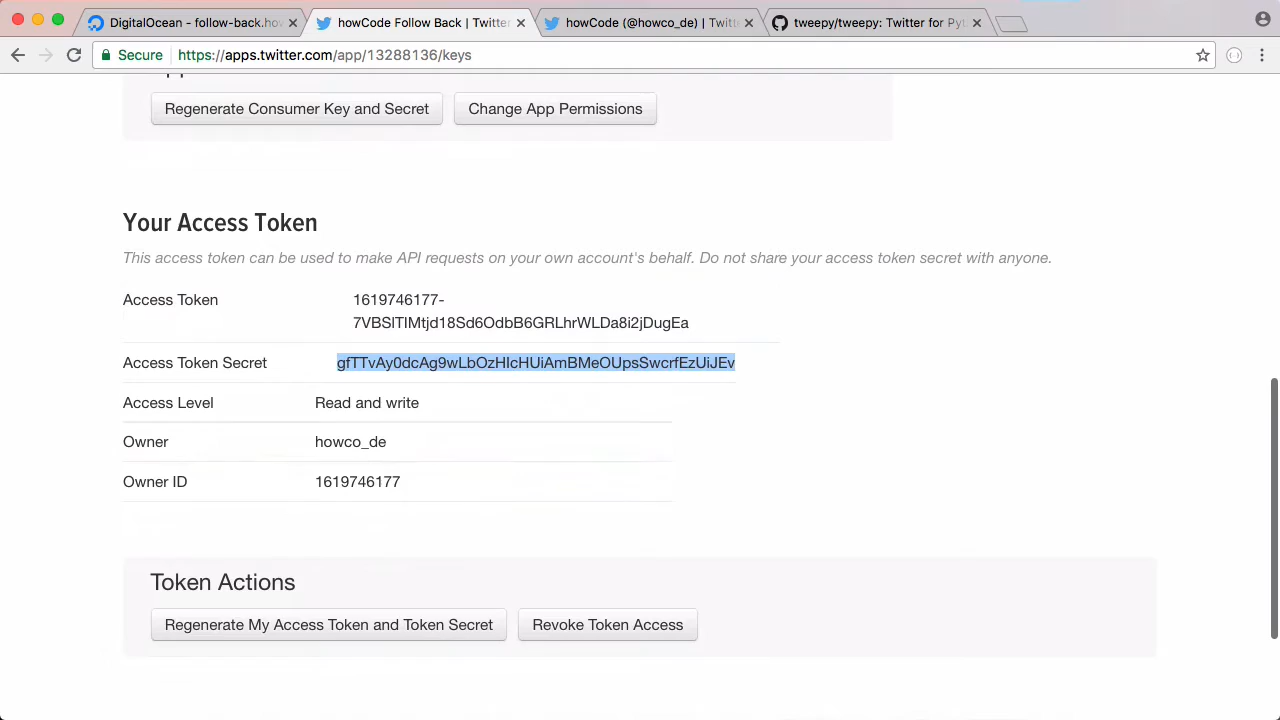 DigitalOcean - follow-back.how
howCode Follow Back | Twitter
howCode (@howco_de) | Twitt
tweepy/tweepy: Twitter for Pyt
Secure
https://apps.twitter.com/app/13288136/keys
Regenerate Consumer Key and Secret
Change App Permissions
Your Access Token
This access token can be used to make API requests on your own account's behalf. Do not share your access token secret with anyone.
Access Token
1619746177-
7VBSlTIMtjd18Sd6OdbB6GRLhrWLDa8i2jDugEa
Access Token Secret
gfTTvAy0dcAg9wLbOzHIcHUiAmBMeOUpsSwcrfEzUiJEv
Access Level
Read and write
Owner
howco_de
Owner ID
1619746177
Token Actions
Regenerate My Access Token and Token Secret
Revoke Token Access